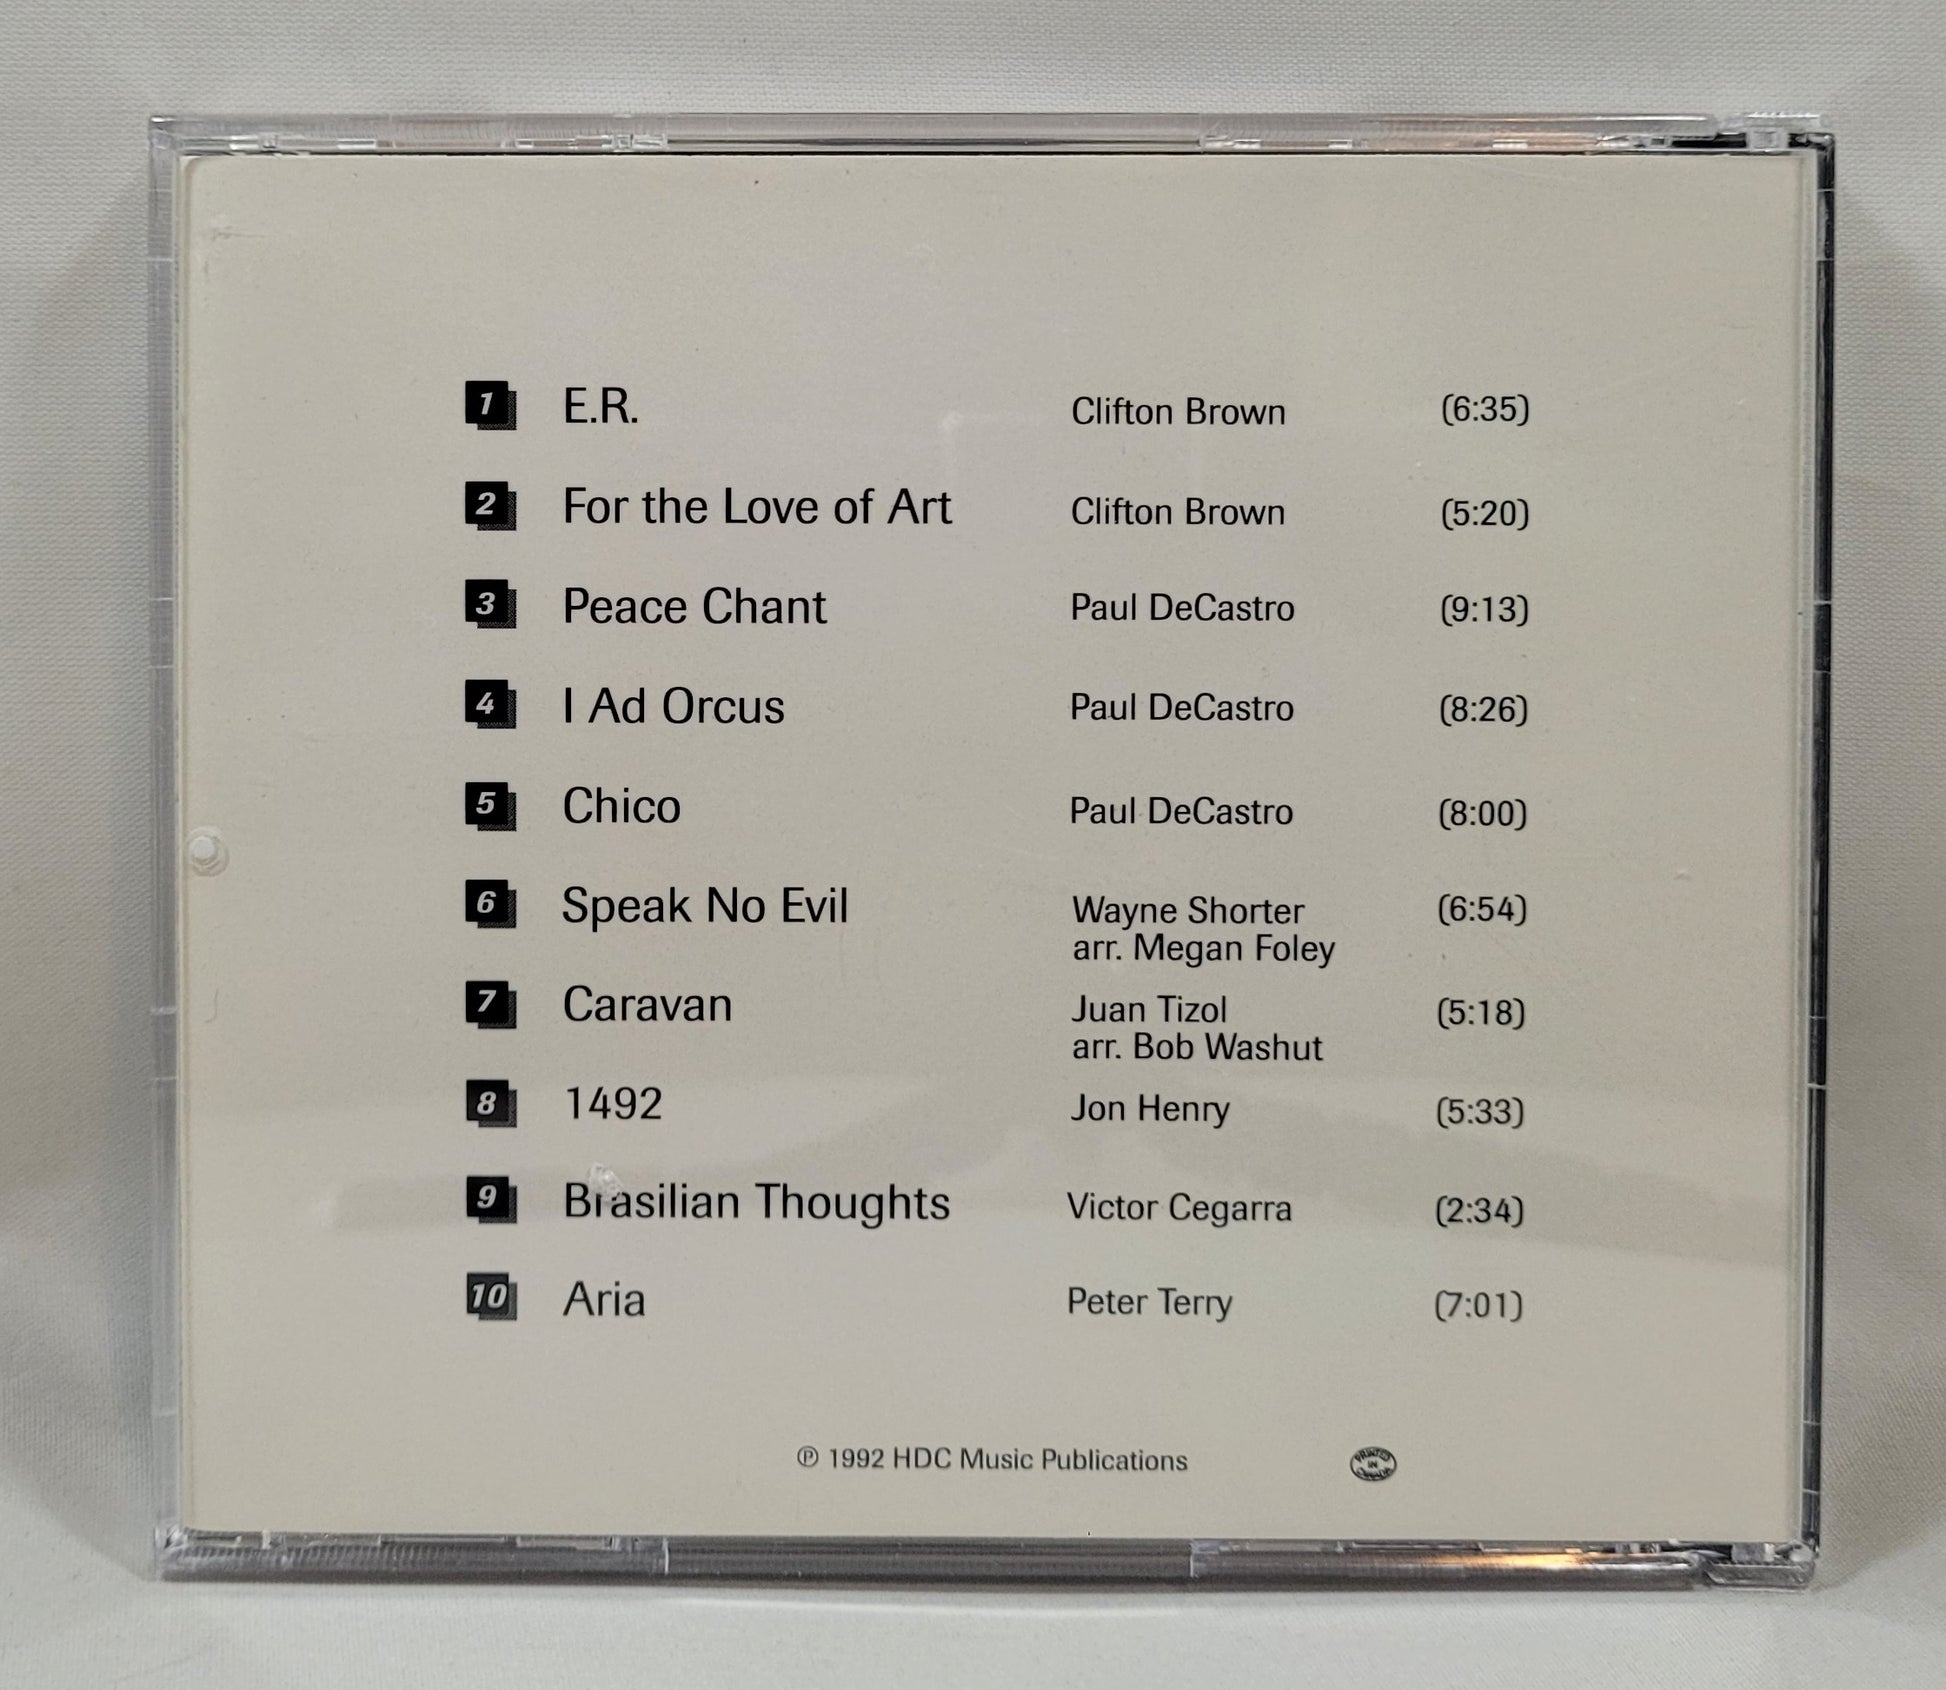 1 E.R. Clifton Brown (6:35)
2 For the Love of Art Clifton Brown (5:20)
3 Peace Chant Paul DeCastro (9:13)
4 I Ad Orcus Paul DeCastro (8:26)
5 Chico Paul DeCastro (8:00)
6 Speak No Evil Wayne Shorter (6:54)
arr. Megan Foley
7 Caravan Juan Tizol (5:18)
arr. Bob Washut
8 1492 Jon Henry (5:33)
9 Brasilian Thoughts Victor Cegarra (2:34)
10 Aria Peter Terry (7:01)
℗ 1992 HDC Music Publications
PRINTED
IN
CANADA